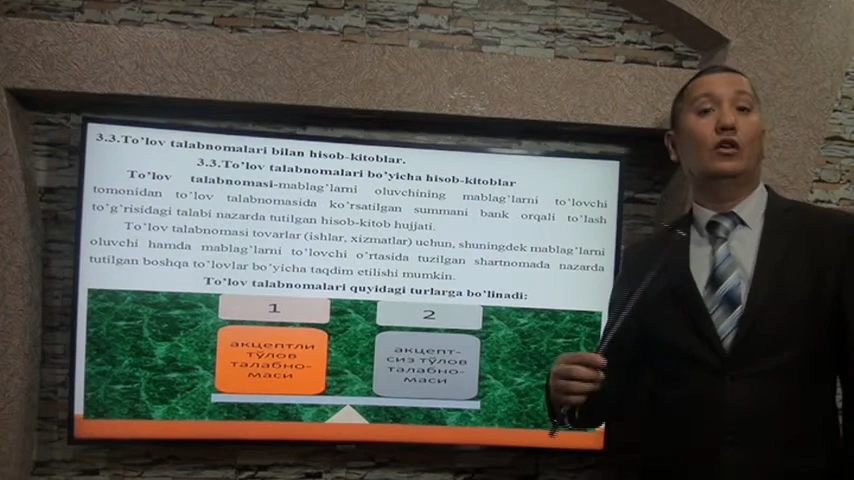 3.3.To'lov talabnomalari bilan hisob-kitoblar.
3.3.To'lov talabnomalari bo'yicha hisob-kitoblar
To'lov talabnomasi-mablag'larni oluvchining mablag'larni to'lovchi
tomonidan to'lov talabnomasida ko'rsatilgan summani bank orqali to'lash
to'g'risidagi talabi nazarda tutilgan hisob-kitob hujjati.
To'lov talabnomasi tovarlar (ishlar, xizmatlar) uchun, shuningdek mablag'larni
oluvchi hamda mablag'larni to'lovchi o'rtasida tuzilgan shartnomada nazarda
tutilgan boshqa to'lovlar bo'yicha taqdim etilishi mumkin.
To'lov talabnomalari quyidagi turlarga bo'linadi:
1
акцептли
тўлов
талабно-
маси
2
акцепт-
сиз тўлов
талабно-
маси